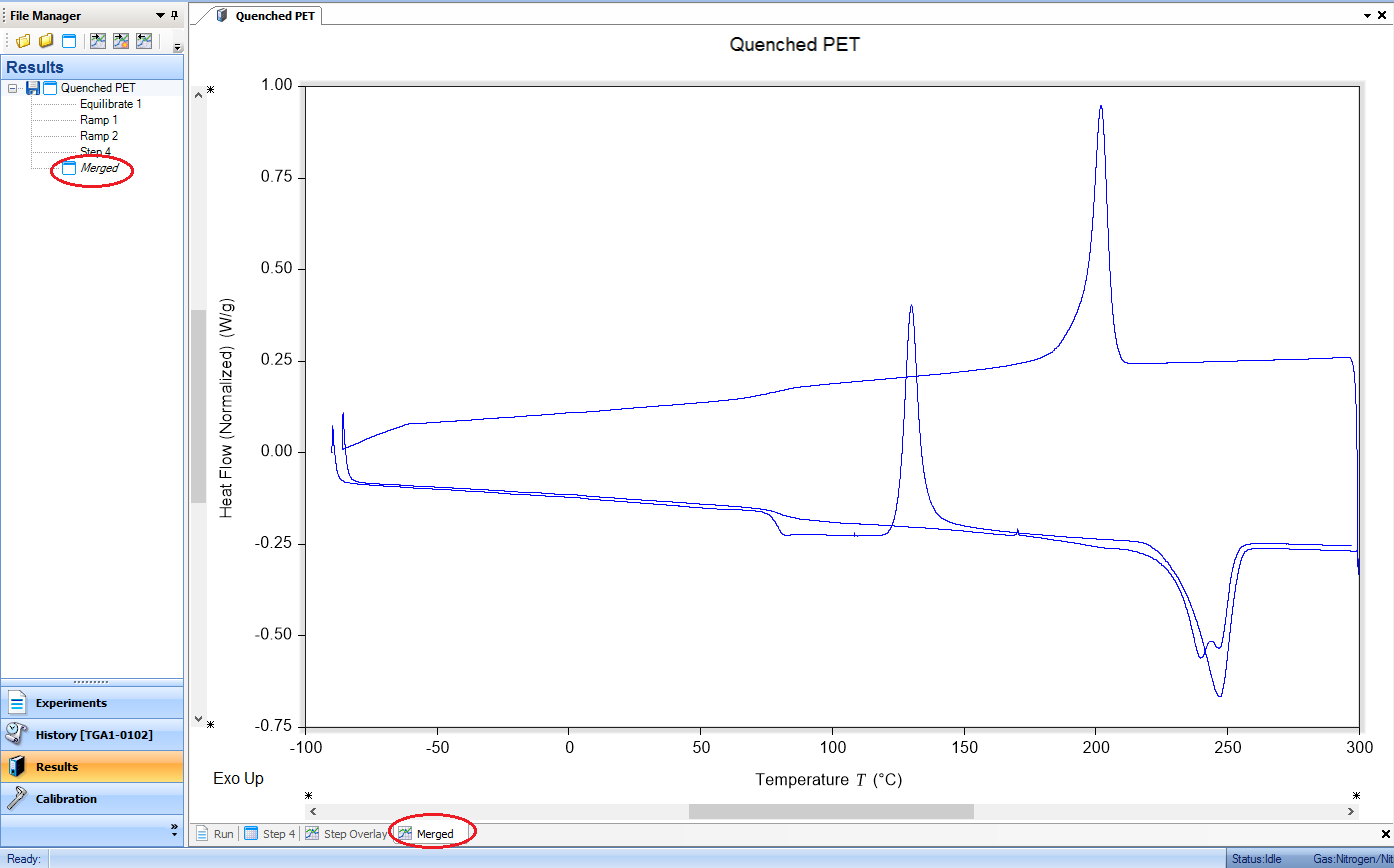 File Manager
Quenched PET
Results
Quenched PET
Equilibrate 1
Ramp 1
Ramp 2
Step 4
Merged
Experiments
History [TGA1-0102]
Results
Calibration
Ready:
Quenched PET
1.00
0.75
0.50
0.25
0.00
-0.25
-0.50
-0.75
Heat Flow (Normalized) (W/g)
-100 -50 0 50 100 150 200 250 300
Exo Up
Temperature T (°C)
Run Step 4 Step Overlay Merged
Status:Idle Gas:Nitrogen/Nit